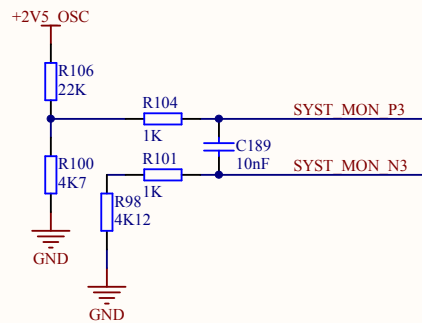 +2V5_OSC
R106
22K
R104
1K
SYST_MON_P3
C189
10nF
R100
4K7
R101
1K
SYST_MON_N3
R98
4K12
GND
GND